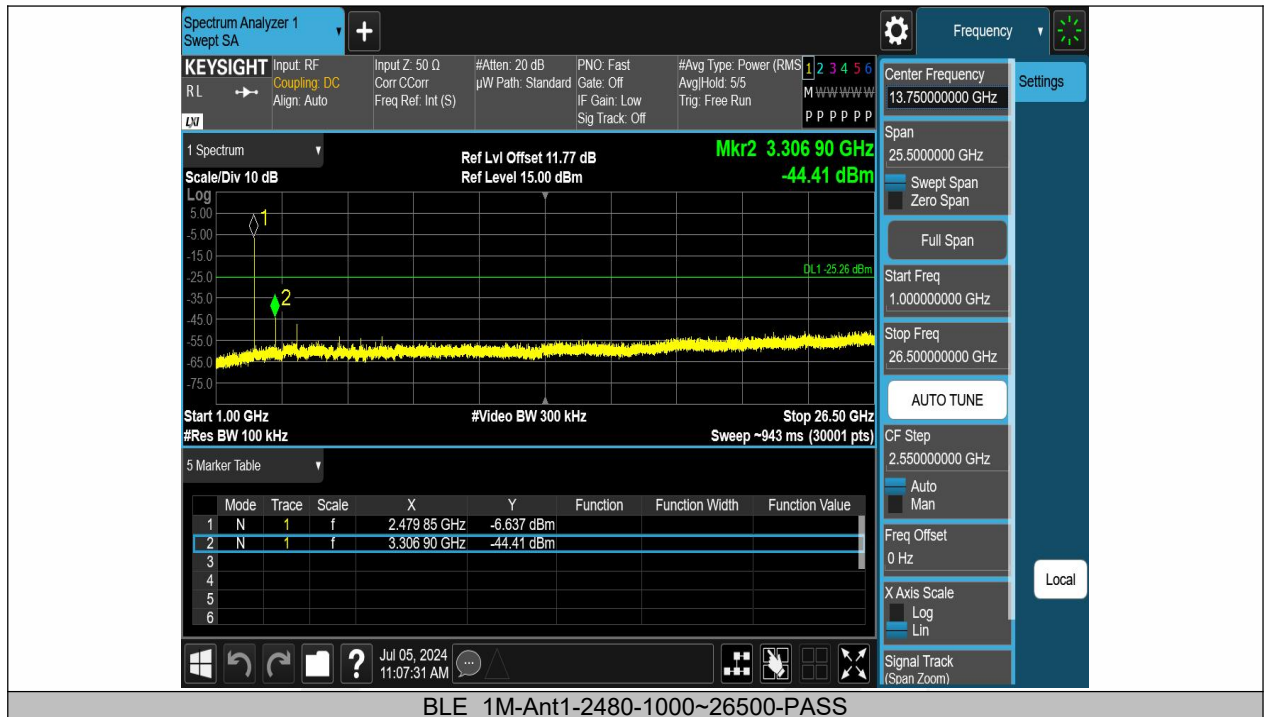 Spectrum Analyzer 1
Swept SA
+
Frequency
KEYSIGHT
RL
LXI
Input: RF
Coupling: DC
Align: Auto
Input Z: 50 Ω
Corr CCorr
Freq Ref: Int (S)
#Atten: 20 dB
µW Path: Standard
PNO: Fast
Gate: Off
IF Gain: Low
Sig Track: Off
#Avg Type: Power (RMS
Avg|Hold: 5/5
Trig: Free Run
1 2 3 4 5 6
M W W W W W
P P P P P P
1 Spectrum
Scale/Div 10 dB
Ref Lvl Offset 11.77 dB
Ref Level 15.00 dBm
Mkr2 3.306 90 GHz
-44.41 dBm
Log
5.00
-5.00
-15.0
-25.0
-35.0
-45.0
-55.0
-65.0
-75.0
1
2
DL1 -25.26 dBm
Start 1.00 GHz
#Res BW 100 kHz
#Video BW 300 kHz
Stop 26.50 GHz
Sweep ~943 ms (30001 pts)
5 Marker Table
Mode Trace Scale X Y Function Function Width Function Value
1 N 1 f 2.479 85 GHz -6.637 dBm
2 N 1 f 3.306 90 GHz -44.41 dBm
3
4
5
6
?
Jul 05, 2024
11:07:31 AM
Center Frequency
13.750000000 GHz
Settings
Span
25.5000000 GHz
Swept Span
Zero Span
Full Span
Start Freq
1.000000000 GHz
Stop Freq
26.500000000 GHz
AUTO TUNE
CF Step
2.550000000 GHz
Auto
Man
Freq Offset
0 Hz
Local
X Axis Scale
Log
Lin
Signal Track
(Span Zoom)
BLE_1M-Ant1-2480-1000~26500-PASS